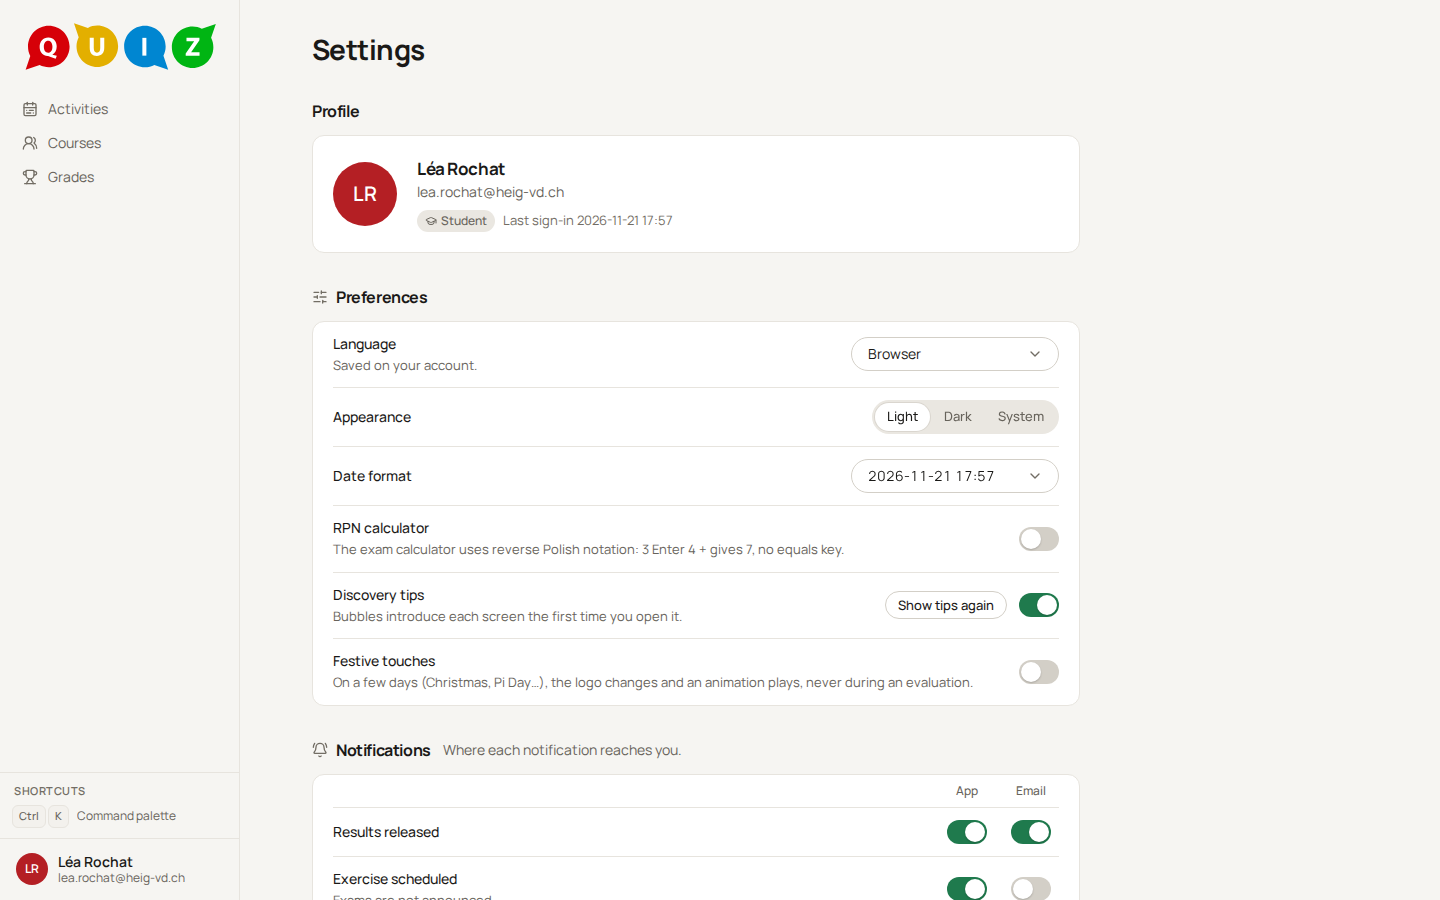 QUIZ
Activities
Courses
Grades
SHORTCUTS
Ctrl K Command palette
LR Léa Rochat
lea.rochat@heig-vd.ch
Settings
Profile
LR
Léa Rochat
lea.rochat@heig-vd.ch
Student Last sign-in 2026-11-21 17:57
Preferences
Language
Saved on your account.
Browser
Appearance
Light Dark System
Date format
2026-11-21 17:57
RPN calculator
The exam calculator uses reverse Polish notation: 3 Enter 4 + gives 7, no equals key.
Discovery tips
Bubbles introduce each screen the first time you open it.
Show tips again
Festive touches
On a few days (Christmas, Pi Day…), the logo changes and an animation plays, never during an evaluation.
Notifications Where each notification reaches you.
App Email
Results released
Exercise scheduled
Exams are not announced